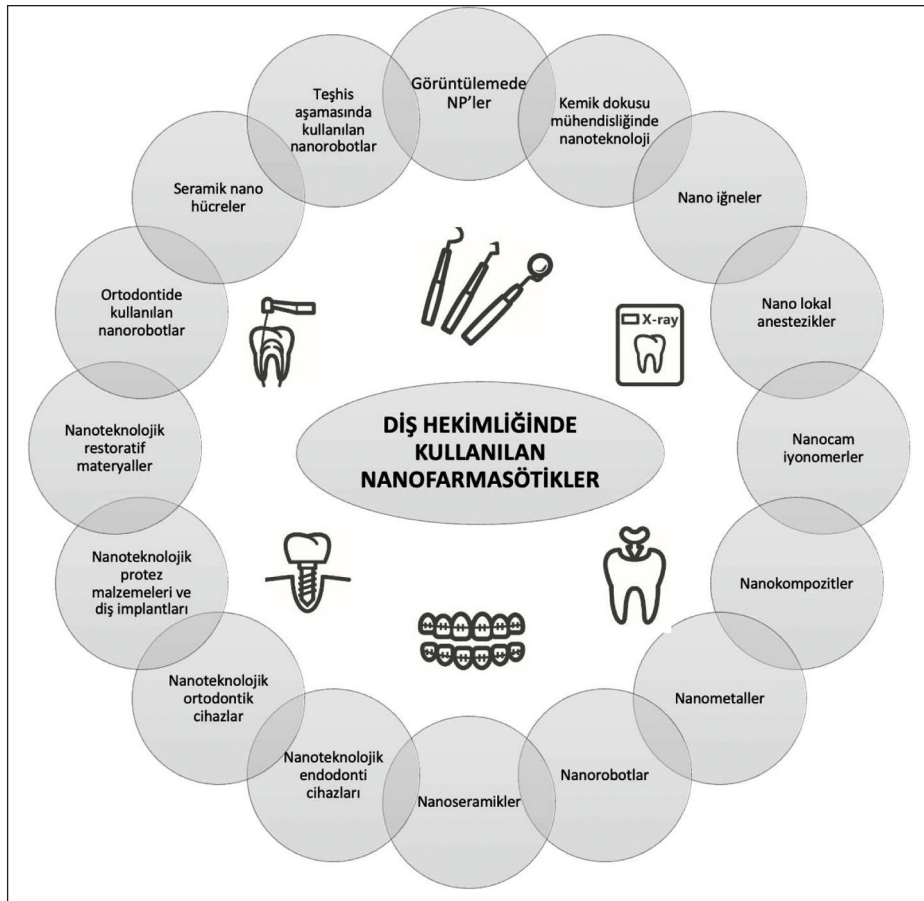 Görüntülemede
NP'ler
Kemik dokusu
mühendisliğinde
nanoteknoloji
Nano iğneler
Nano lokal
anestezikler
Nanocam
iyonomerler
Nanokompozitler
Nanometaller
Nanorobotlar
Nanoseramikler
Nanoteknolojik
endodonti
cihazları
Nanoteknolojik
ortodontik
cihazlar
Nanoteknolojik
protez
malzemeleri ve
diş implantları
Nanoteknolojik
restoratif
materyaller
Ortodontide
kullanılan
nanorobotlar
Seramik nano
hücreler
Teşhis
aşamasında
kullanılan
nanorobotlar
X-ray
DİŞ HEKİMLİĞİNDE
KULLANILAN
NANOFARMASÖTİKLER